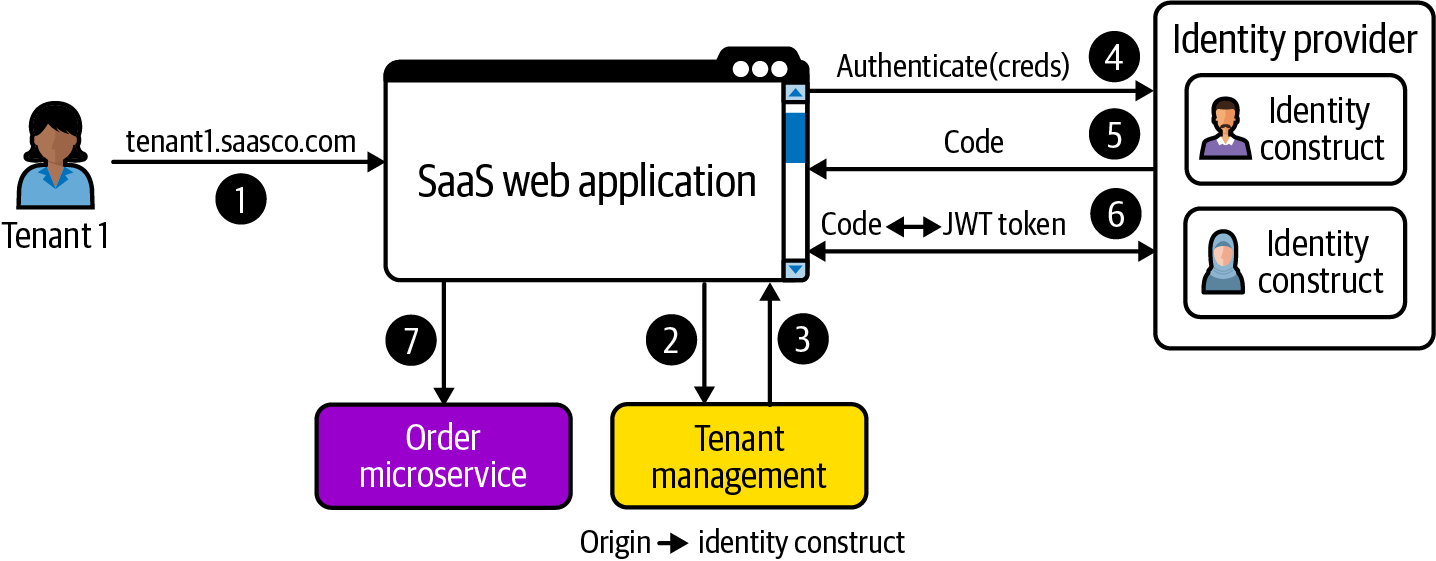 Tenant 1
tenant1.saasco.com
1
SaaS web application
Authenticate(creds)
4
Code
5
Code JWT token
6
Identity provider
Identity
construct
Identity
construct
7
2
3
Order
microservice
Tenant
management
Origin → identity construct